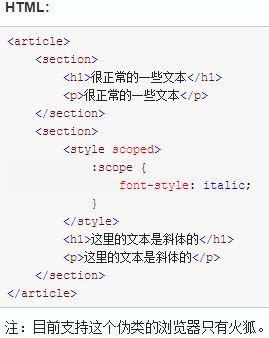 HTML:
<article>
    <section>
        <h1>很正常的一些文本</h1>
        <p>很正常的一些文本</p>
    </section>
    <section>
        <style scoped>
            :scope {
                font-style: italic;
            }
        </style>
        <h1>这里的文本是斜体的</h1>
        <p>这里的文本是斜体的</p>
    </section>
</article>
注：目前支持这个伪类的浏览器只有火狐。